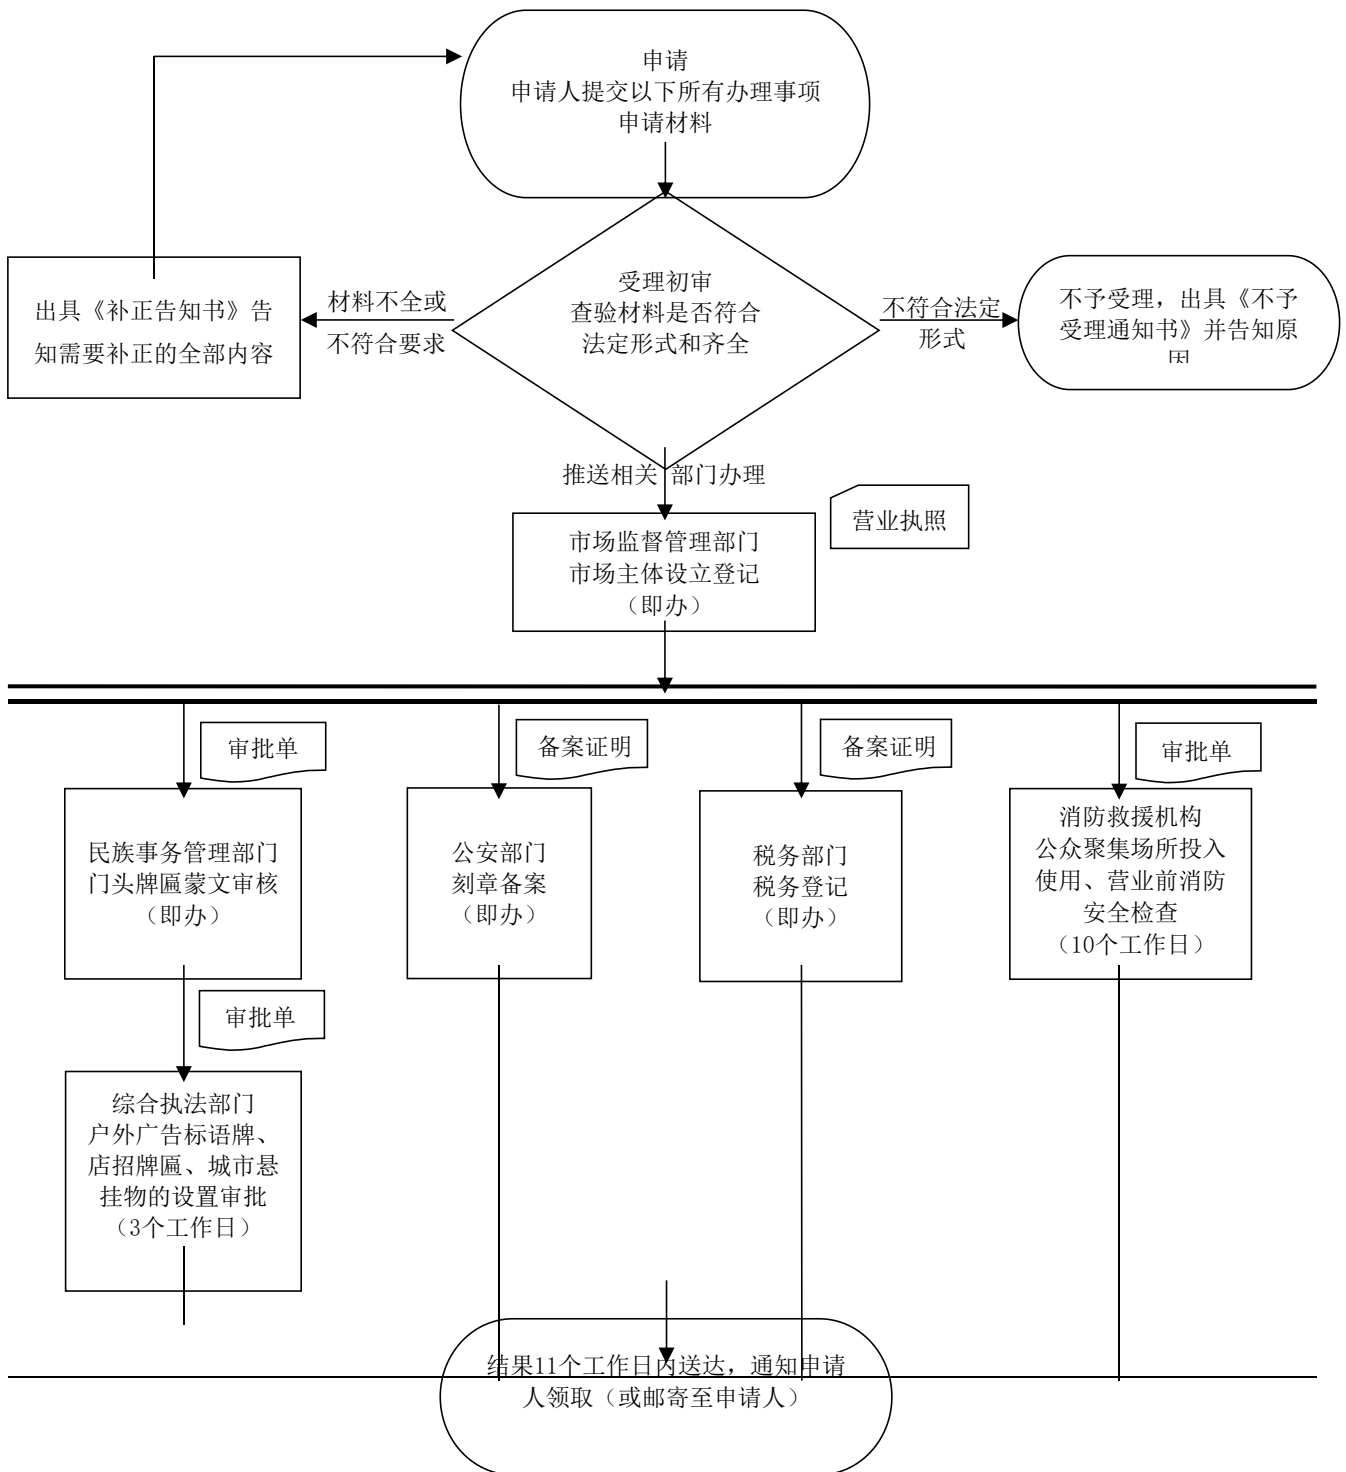 申请
申请人提交以下所有办理事项
申请材料
受理初审
查验材料是否符合
法定形式和齐全
材料不全或
不符合要求
出具《补正告知书》告
知需要补正的全部内容
不符合法定
形式
不予受理，出具《不予
受理通知书》并告知原
因
推送相关 部门办理
营业执照
市场监督管理部门
市场主体设立登记
（即办）
审批单
备案证明
备案证明
审批单
民族事务管理部门
门头牌匾蒙文审核
（即办）
公安部门
刻章备案
（即办）
税务部门
税务登记
（即办）
消防救援机构
公众聚集场所投入
使用、营业前消防
安全检查
（10个工作日）
审批单
综合执法部门
户外广告标语牌、
店招牌匾、城市悬
挂物的设置审批
（3个工作日）
结果11个工作日内送达，通知申请
人领取（或邮寄至申请人）